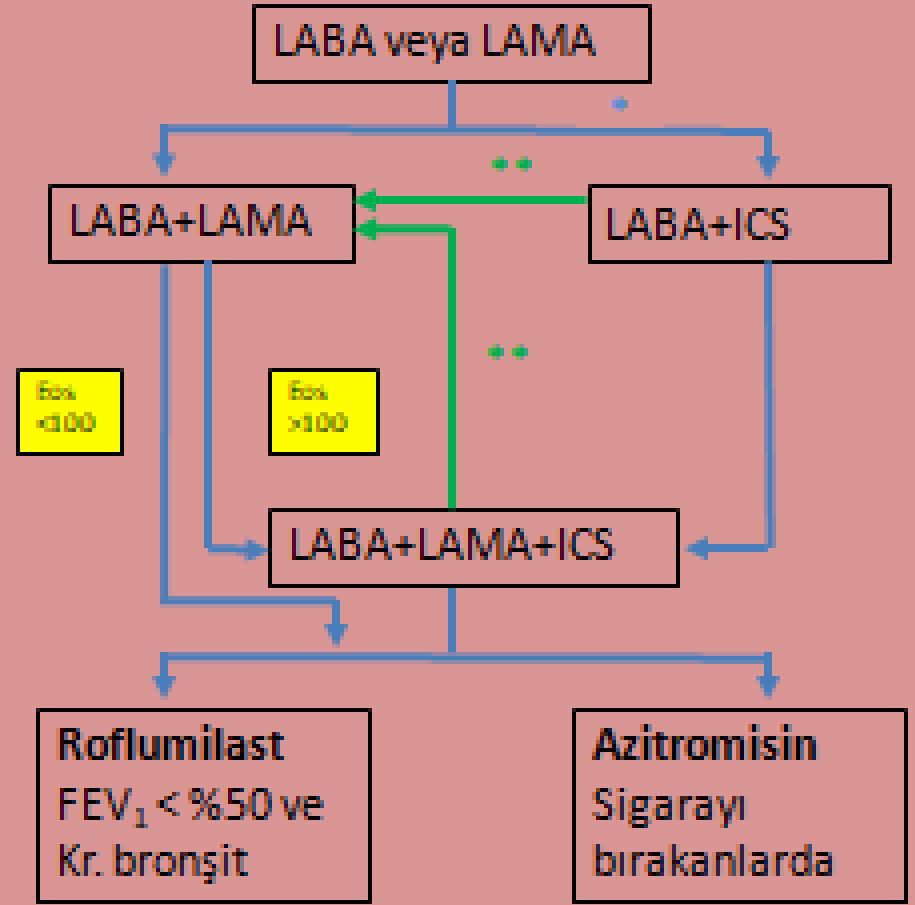 LABA veya LAMA
LABA+LAMA
LABA+ICS
Eos
<100
Eos
>100
LABA+LAMA+ICS
Roflumilast
FEV₁ < %50 ve
Kr. bronşit
Azitromisin
Sigarayı
bırakanlarda